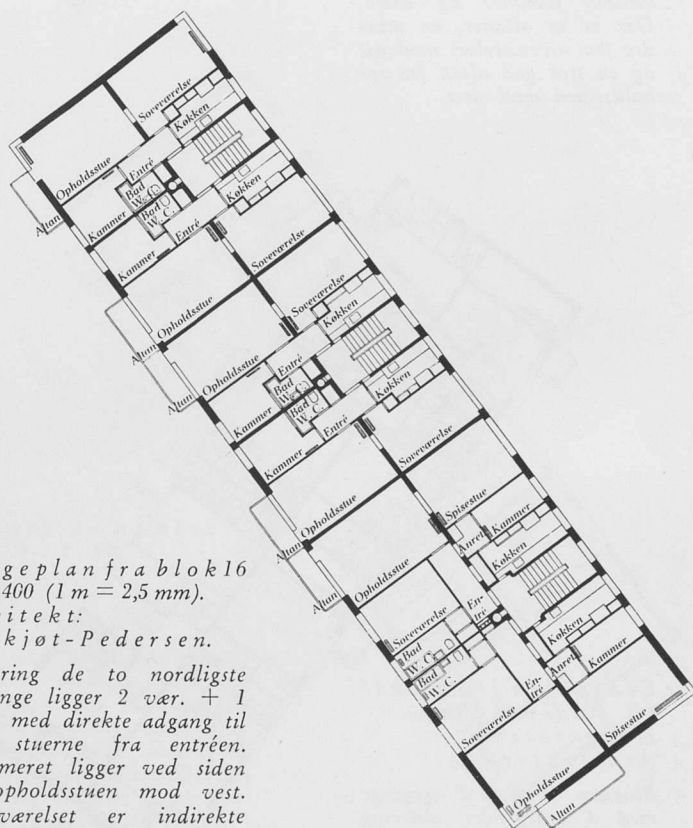 Soveværelse
Køkken
Opholdsstue
Entré
Bad
W.C.
Altan
Kammer
Bad
W.C.
Køkken
Kammer
Entré
Soveværelse
Opholdsstue
Soveværelse
Køkken
Altan
Opholdsstue
Entré
Bad
W.C.
Altan
Kammer
Bad
W.C.
Køkken
Kammer
Entré
Soveværelse
Opholdsstue
Spisestue
Kammer
Anret
Køkken
Altan
Opholdsstue
En-
tré
Altan
Soveværelse
Bad
W.C.
Bad
W.C.
Køkken
Anret
Kammer
En-
tré
Soveværelse
Spisestue
Opholdsstue
Altan
geplan fra blok 16
400 (1 m = 2,5 mm).
itekt:
kjøt-Pedersen.
ring de to nordligste
nge ligger 2 vær. + 1
med direkte adgang til
stuerne fra entréen.
meret ligger ved siden
opholdsstuen mod vest.
værelset er indirekte